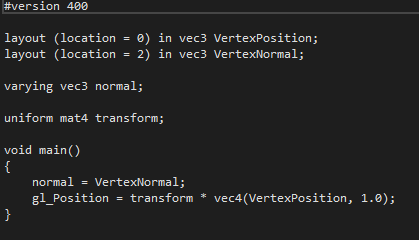 #version 400
layout (location = 0) in vec3 VertexPosition;
layout (location = 2) in vec3 VertexNormal;
varying vec3 normal;
uniform mat4 transform;
void main()
{
    normal = VertexNormal;
    gl_Position = transform * vec4(VertexPosition, 1.0);
}